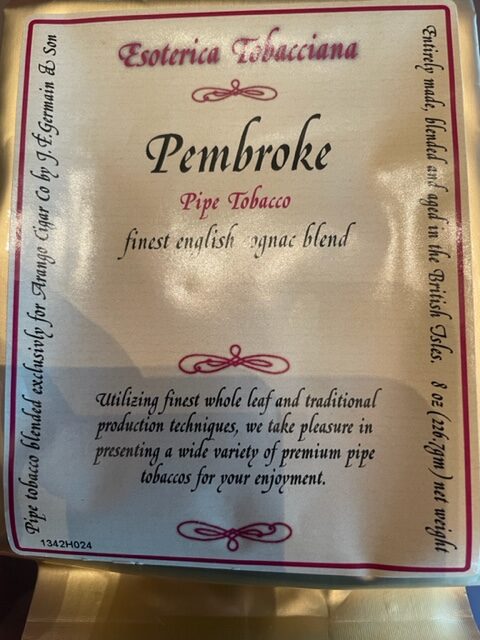 Esoterica Tobacciana
Pembroke
Pipe Tobacco
finest english ognac blend
Utilizing finest whole leaf and traditional
production techniques, we take pleasure in
presenting a wide variety of premium pipe
tobaccos for your enjoyment.
Pipe tobacco blended exclusivly for Arango Cigar Co by J.F.Germain & Son
Entirely made, blended and aged in the British Isles. 8 oz (226,7gm) net weight
1342H024